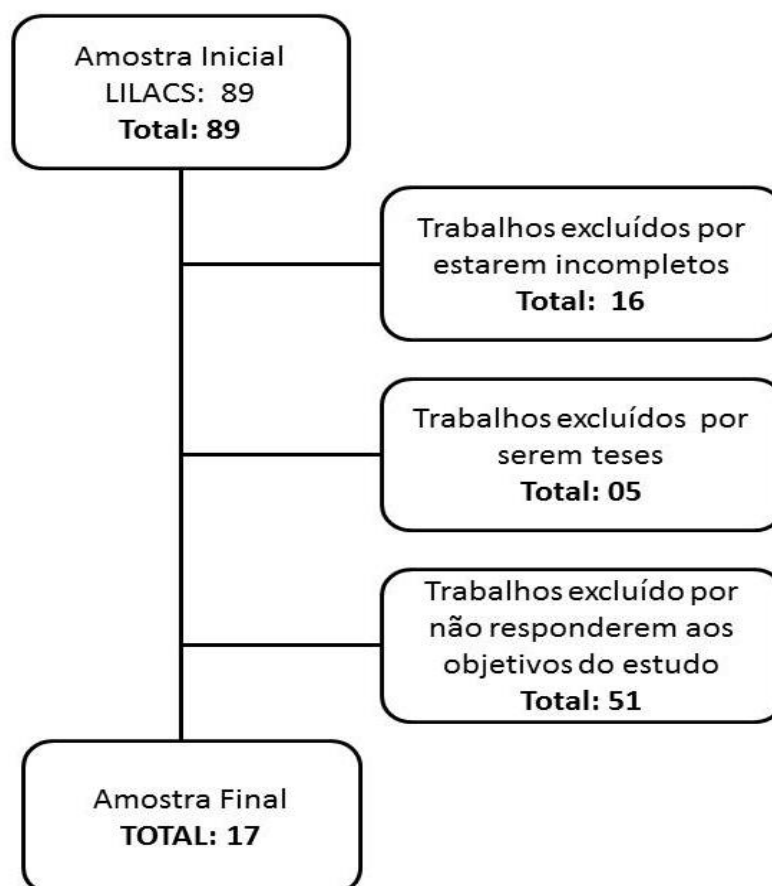 Amostra Inicial
LILACS: 89
Total: 89
Trabalhos excluídos por
estarem incompletos
Total: 16
Trabalhos excluídos por
serem teses
Total: 05
Trabalhos excluído por
não responderem aos
objetivos do estudo
Total: 51
Amostra Final
TOTAL: 17